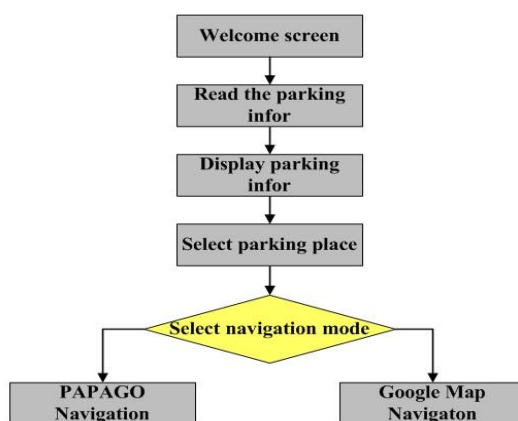 Welcome screen
Read the parking
infor
Display parking
infor
Select parking place
Select navigation mode
PAPAGO
Navigation
Google Map
Navigaton